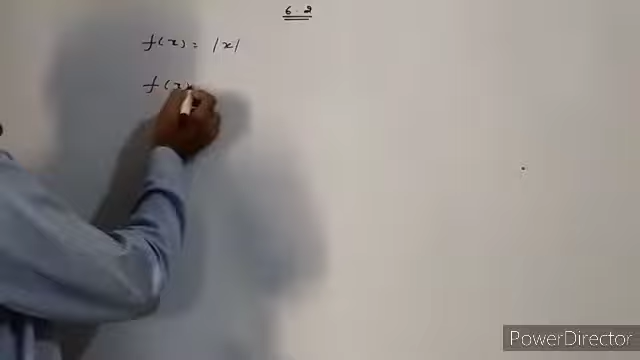 6.2
f(x) = |x|
f(x)
PowerDirector